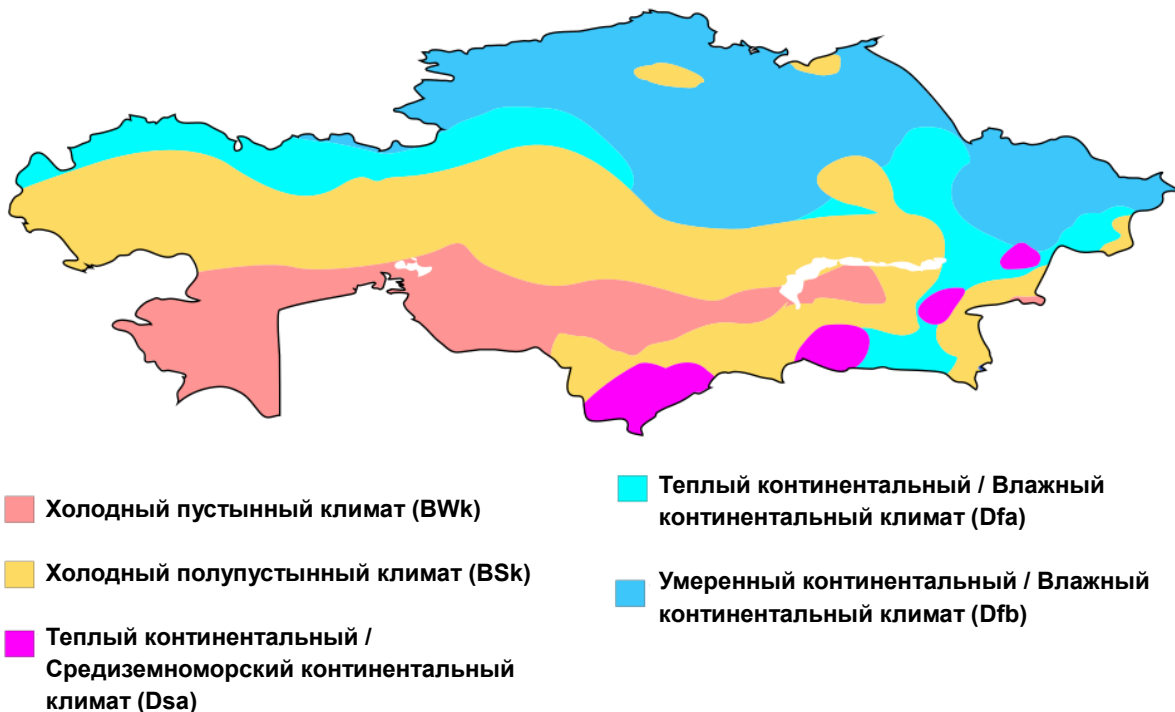 Холодный пустынный климат (BWk)
Холодный полупустынный климат (BSk)
Теплый континентальный /
Средиземноморский континентальный
климат (Dsa)
Теплый континентальный / Влажный
континентальный климат (Dfa)
Умеренный континентальный / Влажный
континентальный климат (Dfb)